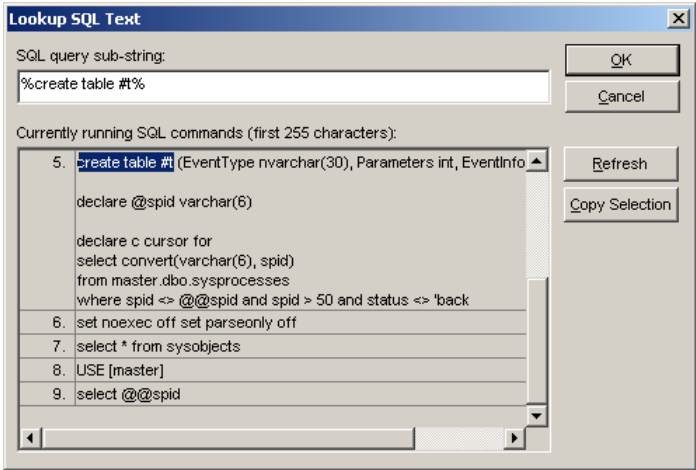 Lookup SQL Text
SQL query sub-string:
%create table #t%
OK
Cancel
Currently running SQL commands (first 255 characters):
5. create table #t (EventType nvarchar(30), Parameters int, EventInfo
declare @spid varchar(6)
declare c cursor for
select convert(varchar(6), spid)
from master.dbo.sysprocesses
where spid <> @@spid and spid > 50 and status <> 'back
6. set noexec off set parseonly off
7. select * from sysobjects
8. USE [master]
9. select @@spid
Refresh
Copy Selection